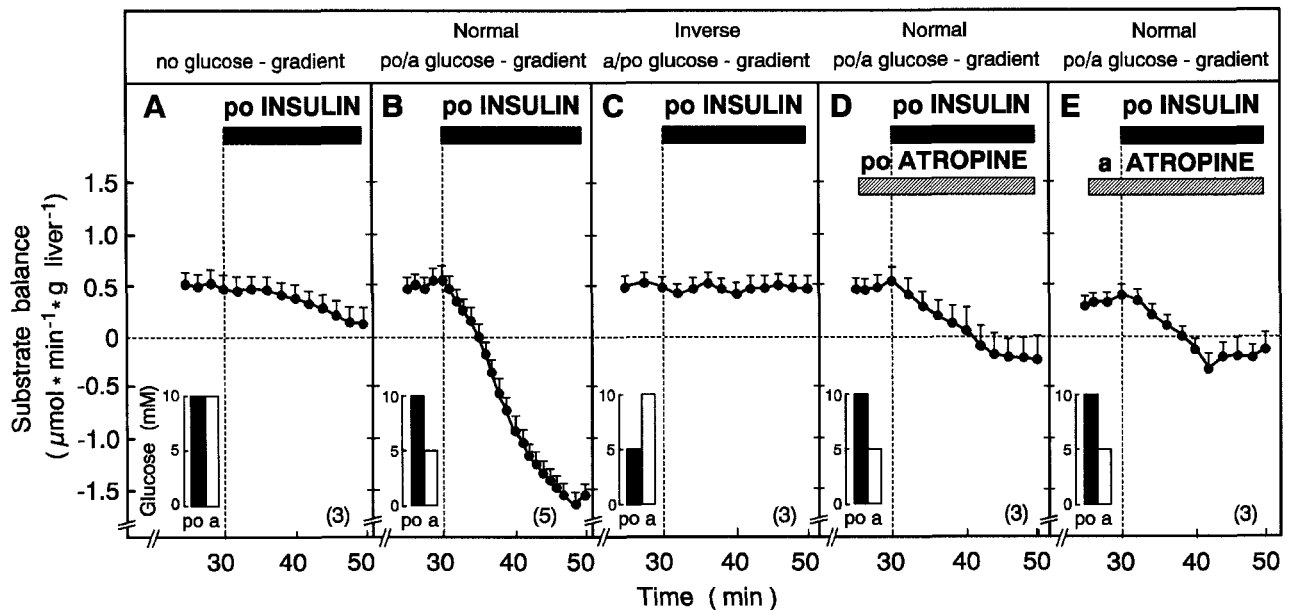 no glucose - gradient
Normal
po/a glucose - gradient
Inverse
a/po glucose - gradient
Normal
po/a glucose - gradient
Normal
po/a glucose - gradient
A
po INSULIN
B
po INSULIN
C
po INSULIN
D
po INSULIN
po ATROPINE
E
po INSULIN
a ATROPINE
Substrate balance
( μmol * min⁻¹ * g liver⁻¹ )
1.5
1.0
0.5
0
-0.5
-1.0
-1.5
Glucose (mM)
10
5
0
po a
(3)
10
5
0
po a
(5)
10
5
0
po a
(3)
10
5
0
po a
(3)
10
5
0
po a
(3)
30 40 50
30 40 50
30 40 50
30 40 50
30 40 50
Time ( min )